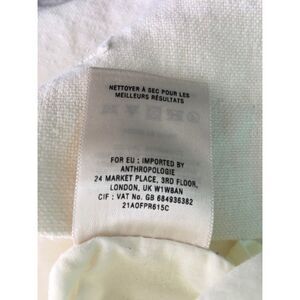 NETTOYER À SEC POUR LES
MEILLEURS RÉSULTATS
FOR EU : IMPORTED BY
ANTHROPOLOGIE
24 MARKET PLACE, 3RD FLOOR,
LONDON, UK W1W8AN
CIF : VAT No. GB 684936382
21AOFPR615C